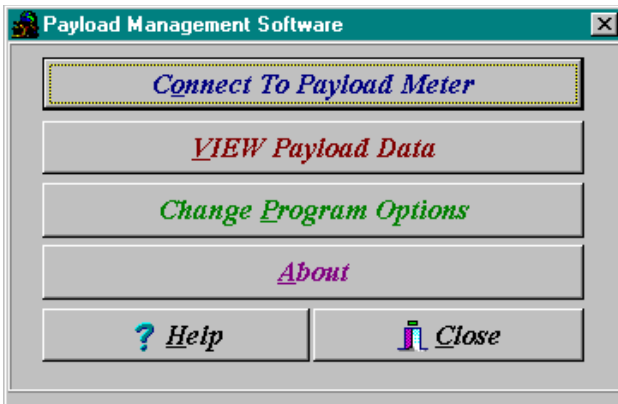 Payload Management Software
Connect To Payload Meter
VIEW Payload Data
Change Program Options
About
? Help
Close